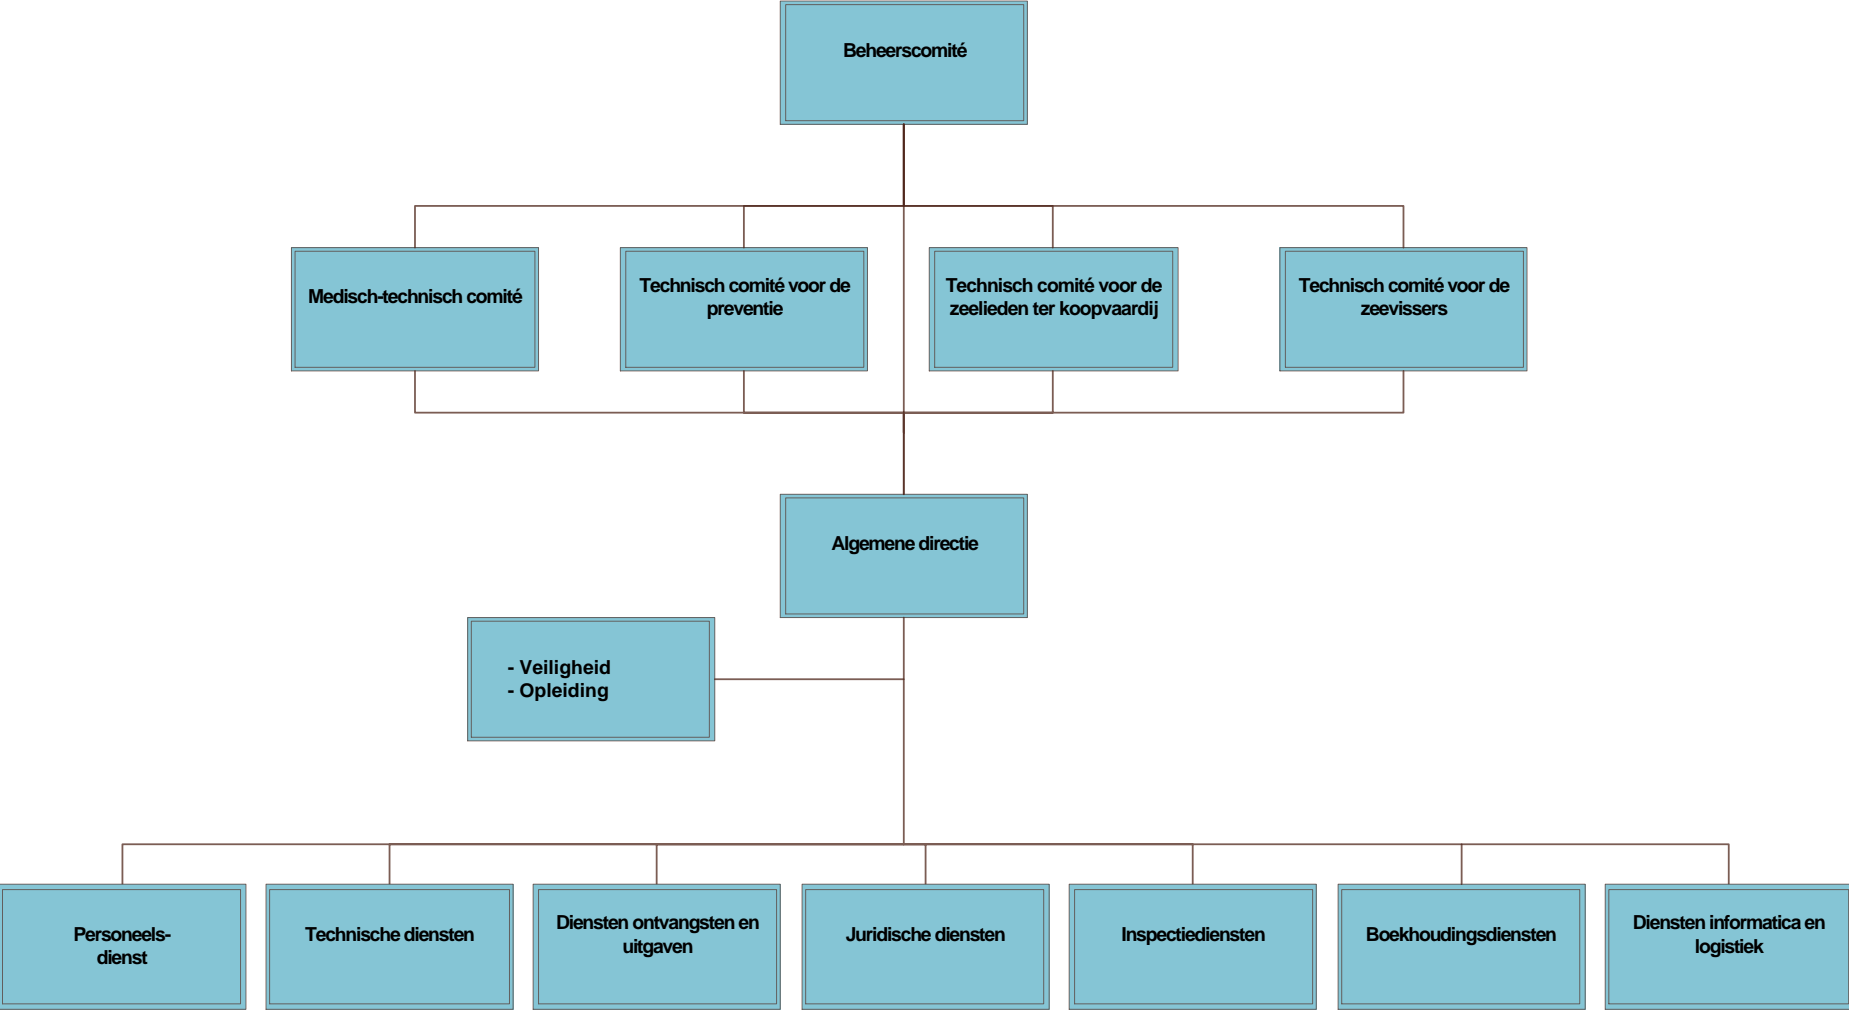 Beheerscomité
Medisch-technisch comité
Technisch comité voor de
preventie
Technisch comité voor de
zeelieden ter koopvaardij
Technisch comité voor de
zeevissers
Algemene directie
- Veiligheid
- Opleiding
Personeels-
dienst
Technische diensten
Diensten ontvangsten en
uitgaven
Juridische diensten
Inspectiediensten
Boekhoudingsdiensten
Diensten informatica en
logistiek